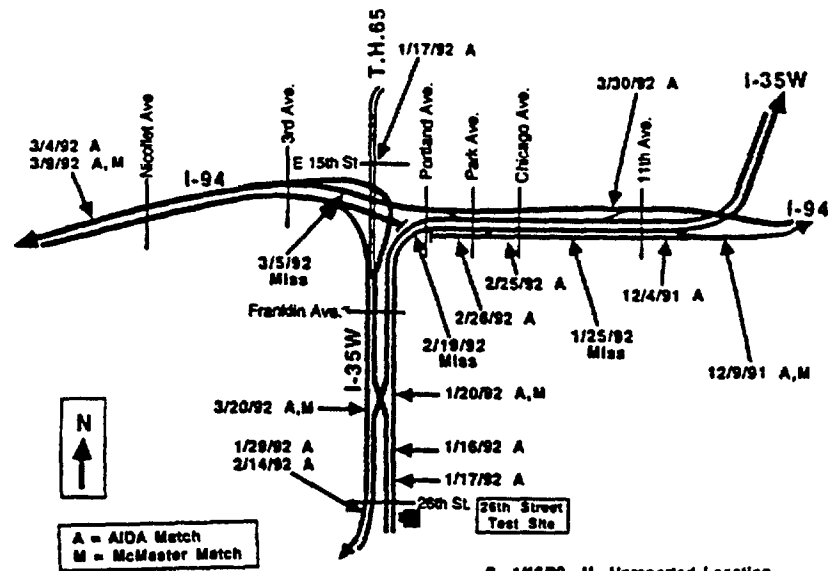 T.H.65
1/17/92 A
3/30/92 A
I-35W
3/4/92 A
3/9/92 A,M
Nicollet Ave
3rd Ave.
E 15th St
Portland Ave.
Park Ave.
Chicago Ave.
11th Ave.
I-94
I-94
3/5/92
Miss
2/25/92 A
12/4/91 A
Franklin Ave.
2/26/92 A
2/19/92
Miss
1/25/92
Miss
12/9/91 A,M
I-35W
3/20/92 A,M
1/20/92 A,M
N
1/29/92 A
2/14/92 A
1/16/92 A
1/17/92 A
26th St.
26th Street
Test Site
A = AIDA Match
M = McMaster Match